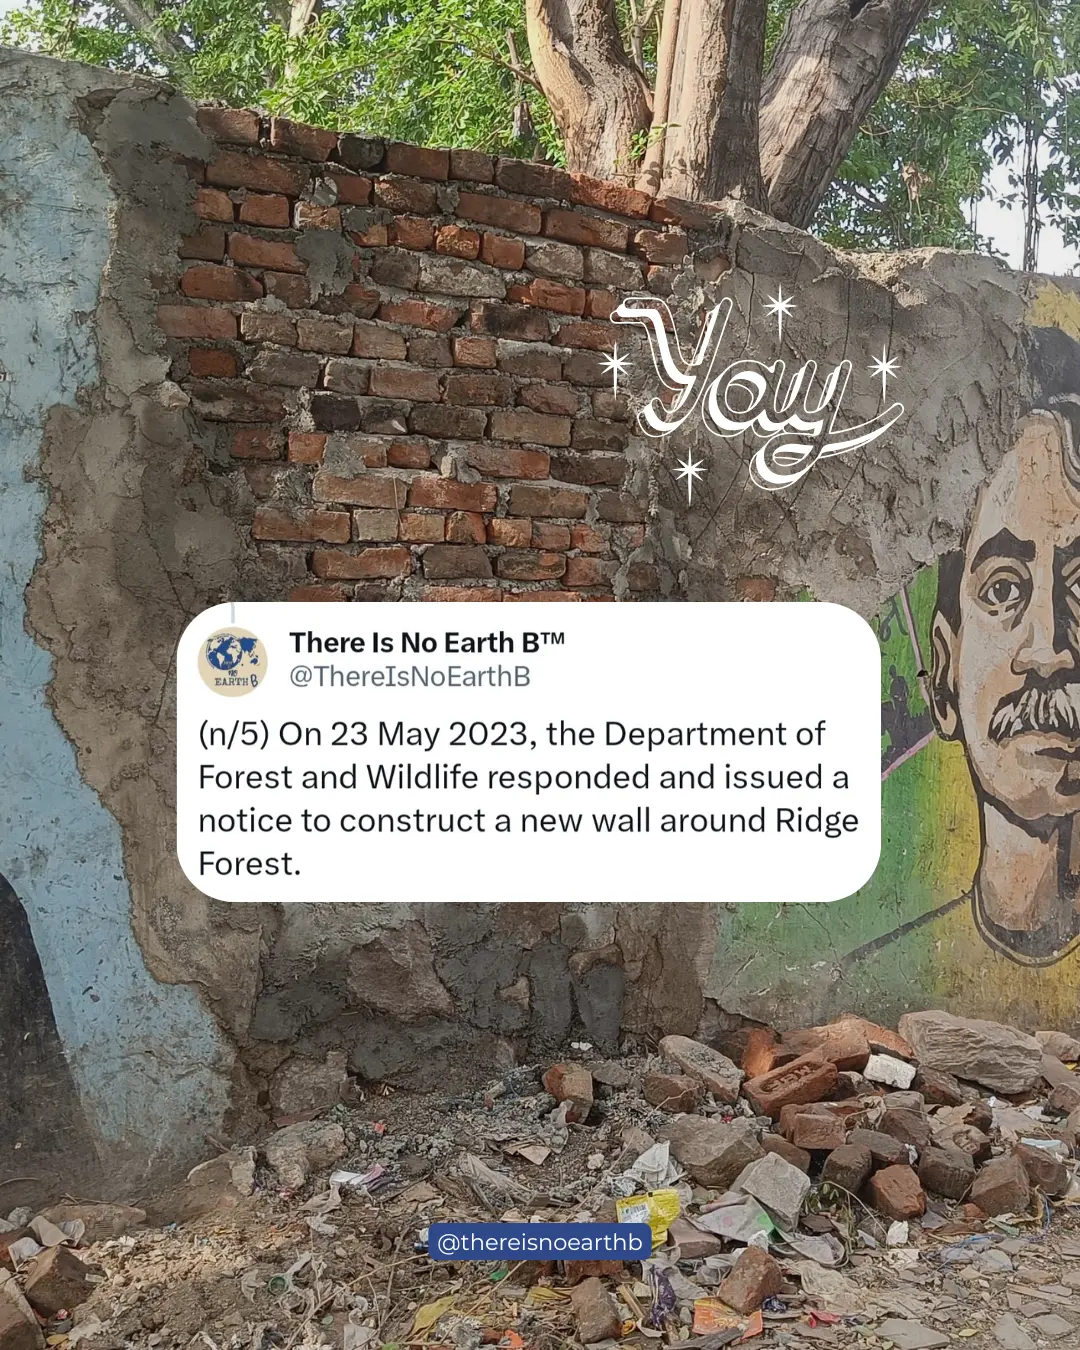 Yay
EARTH B
There Is No Earth B™
@ThereIsNoEarthB
(n/5) On 23 May 2023, the Department of
Forest and Wildlife responded and issued a
notice to construct a new wall around Ridge
Forest.
@thereisnoearthb